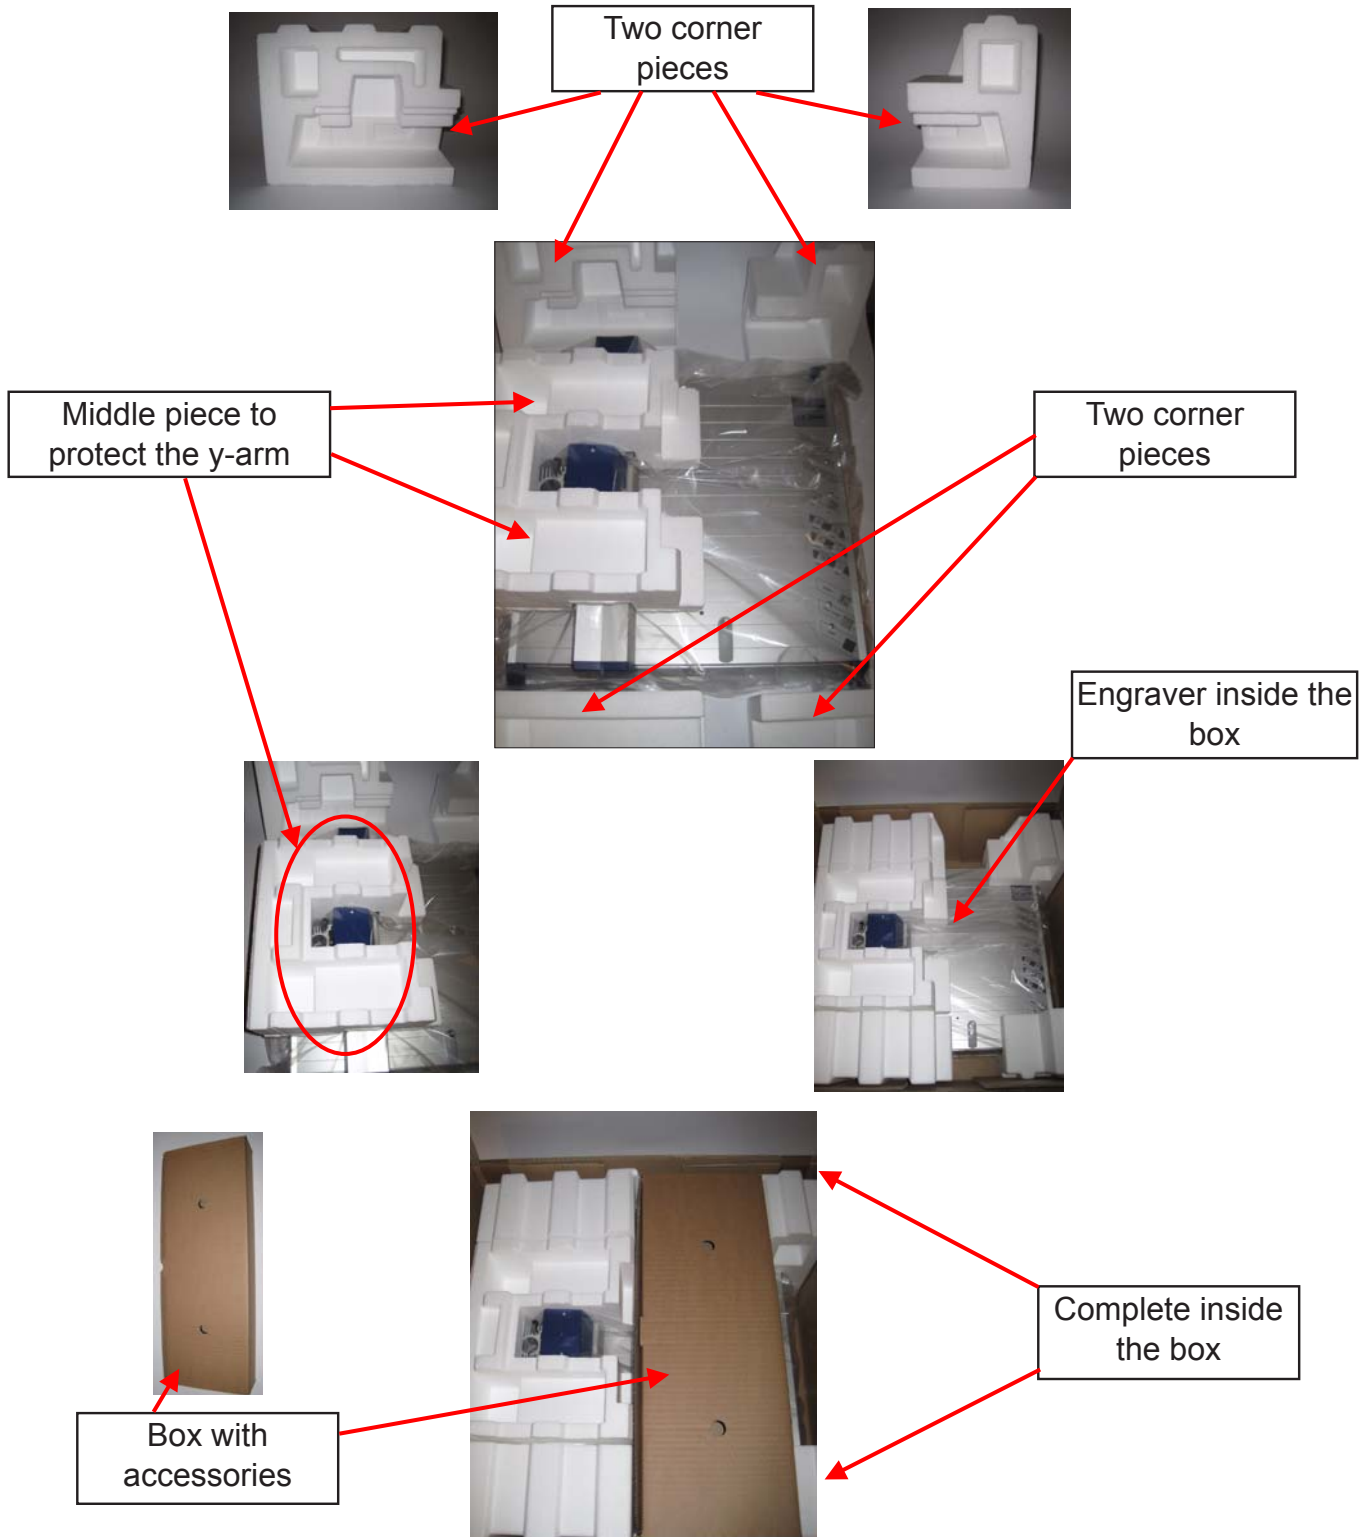 Two corner
pieces
Middle piece to
protect the y-arm
Two corner
pieces
Engraver inside the
box
Complete inside
the box
Box with
accessories